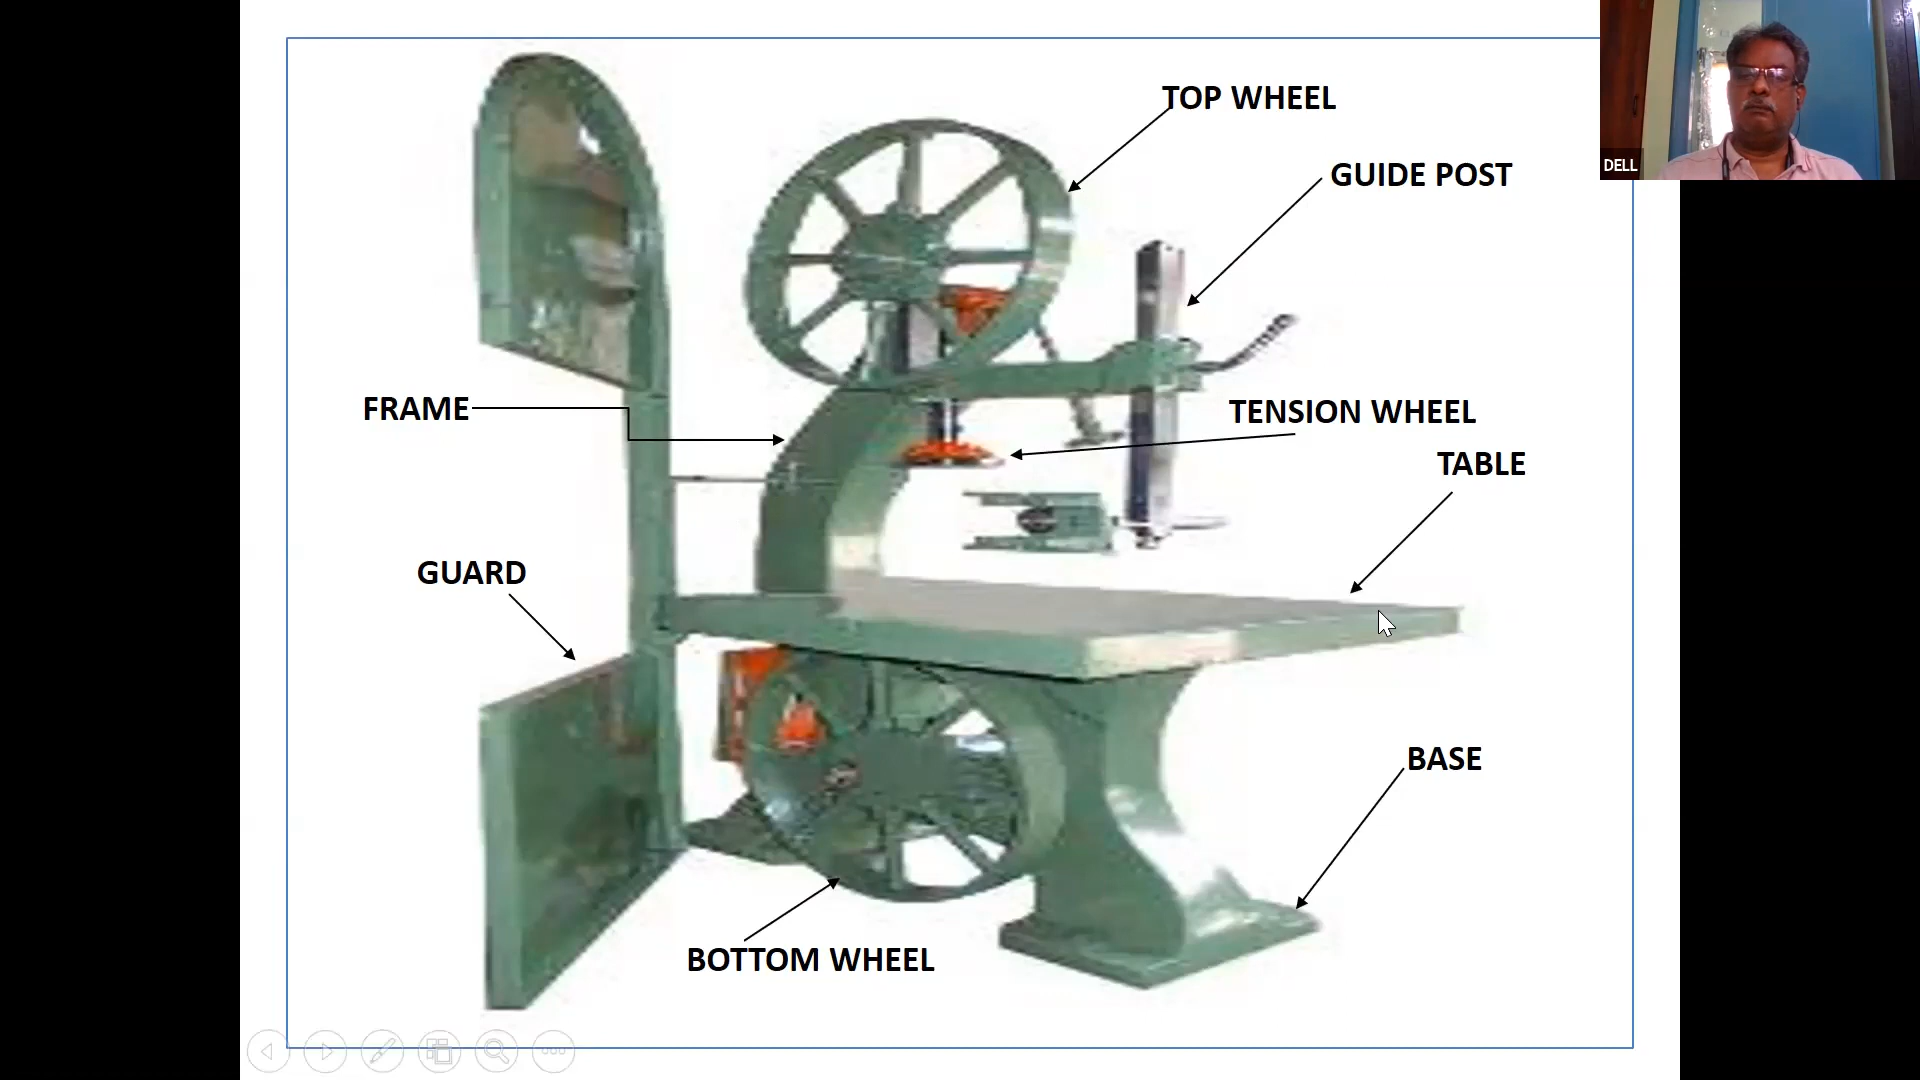 TOP WHEEL
DELL
GUIDE POST
FRAME
TENSION WHEEL
TABLE
GUARD
BASE
BOTTOM WHEEL